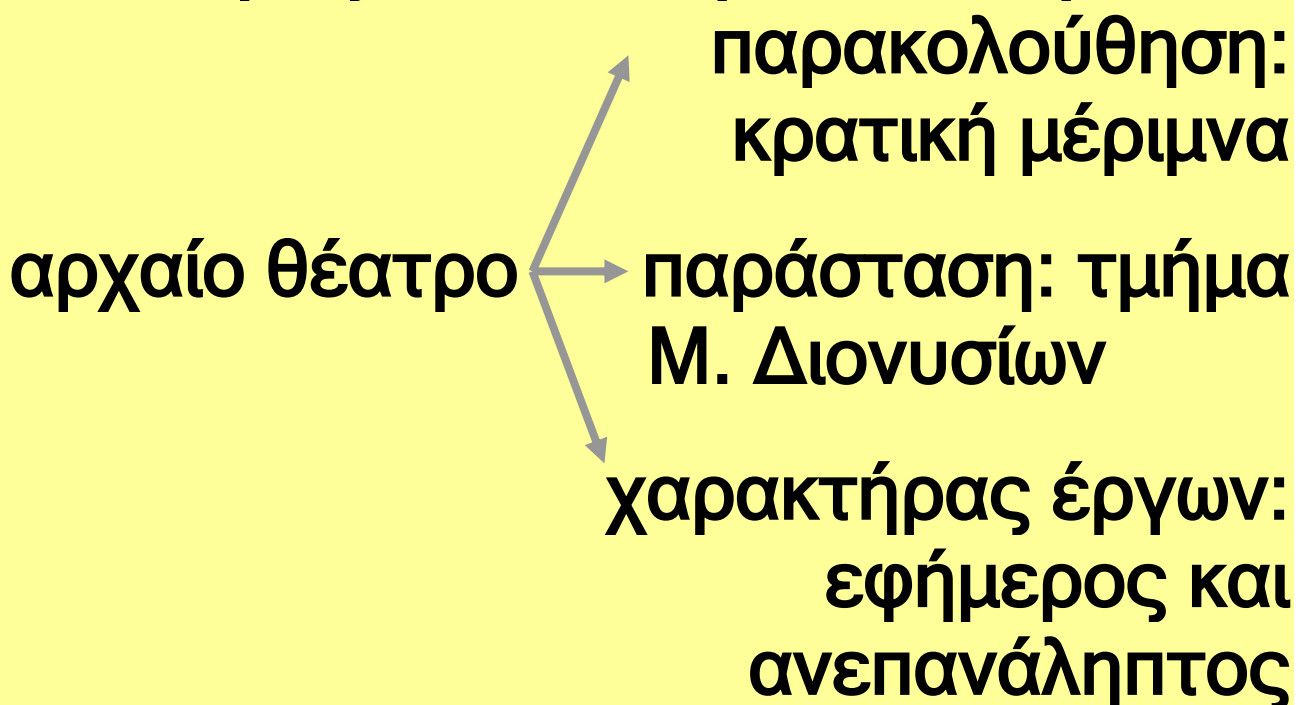 παρακολούθηση:
κρατική μέριμνα
αρχαίο θέατρο
παράσταση: τμήμα
Μ. Διονυσίων
χαρακτήρας έργων:
εφήμερος και
ανεπανάληπτος